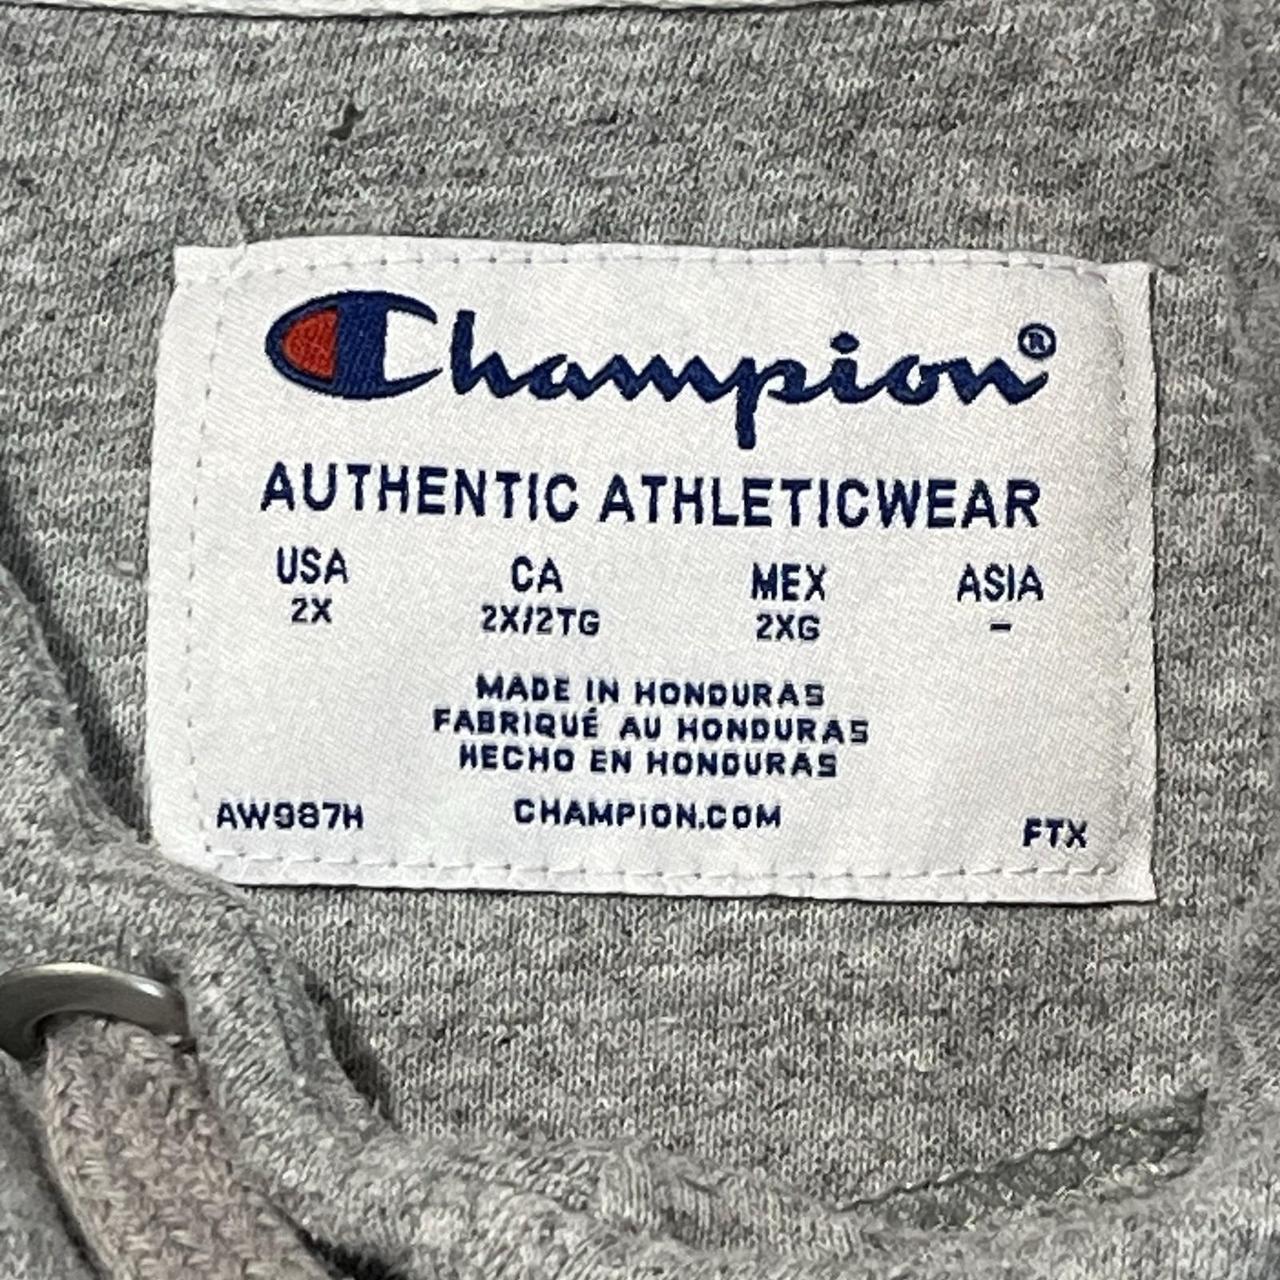 Champion®
AUTHENTIC ATHLETICWEAR
USA CA MEX ASIA
2X 2X/2TG 2XG –
MADE IN HONDURAS
FABRIQUÉ AU HONDURAS
HECHO EN HONDURAS
AW987H CHAMPION.COM FTX